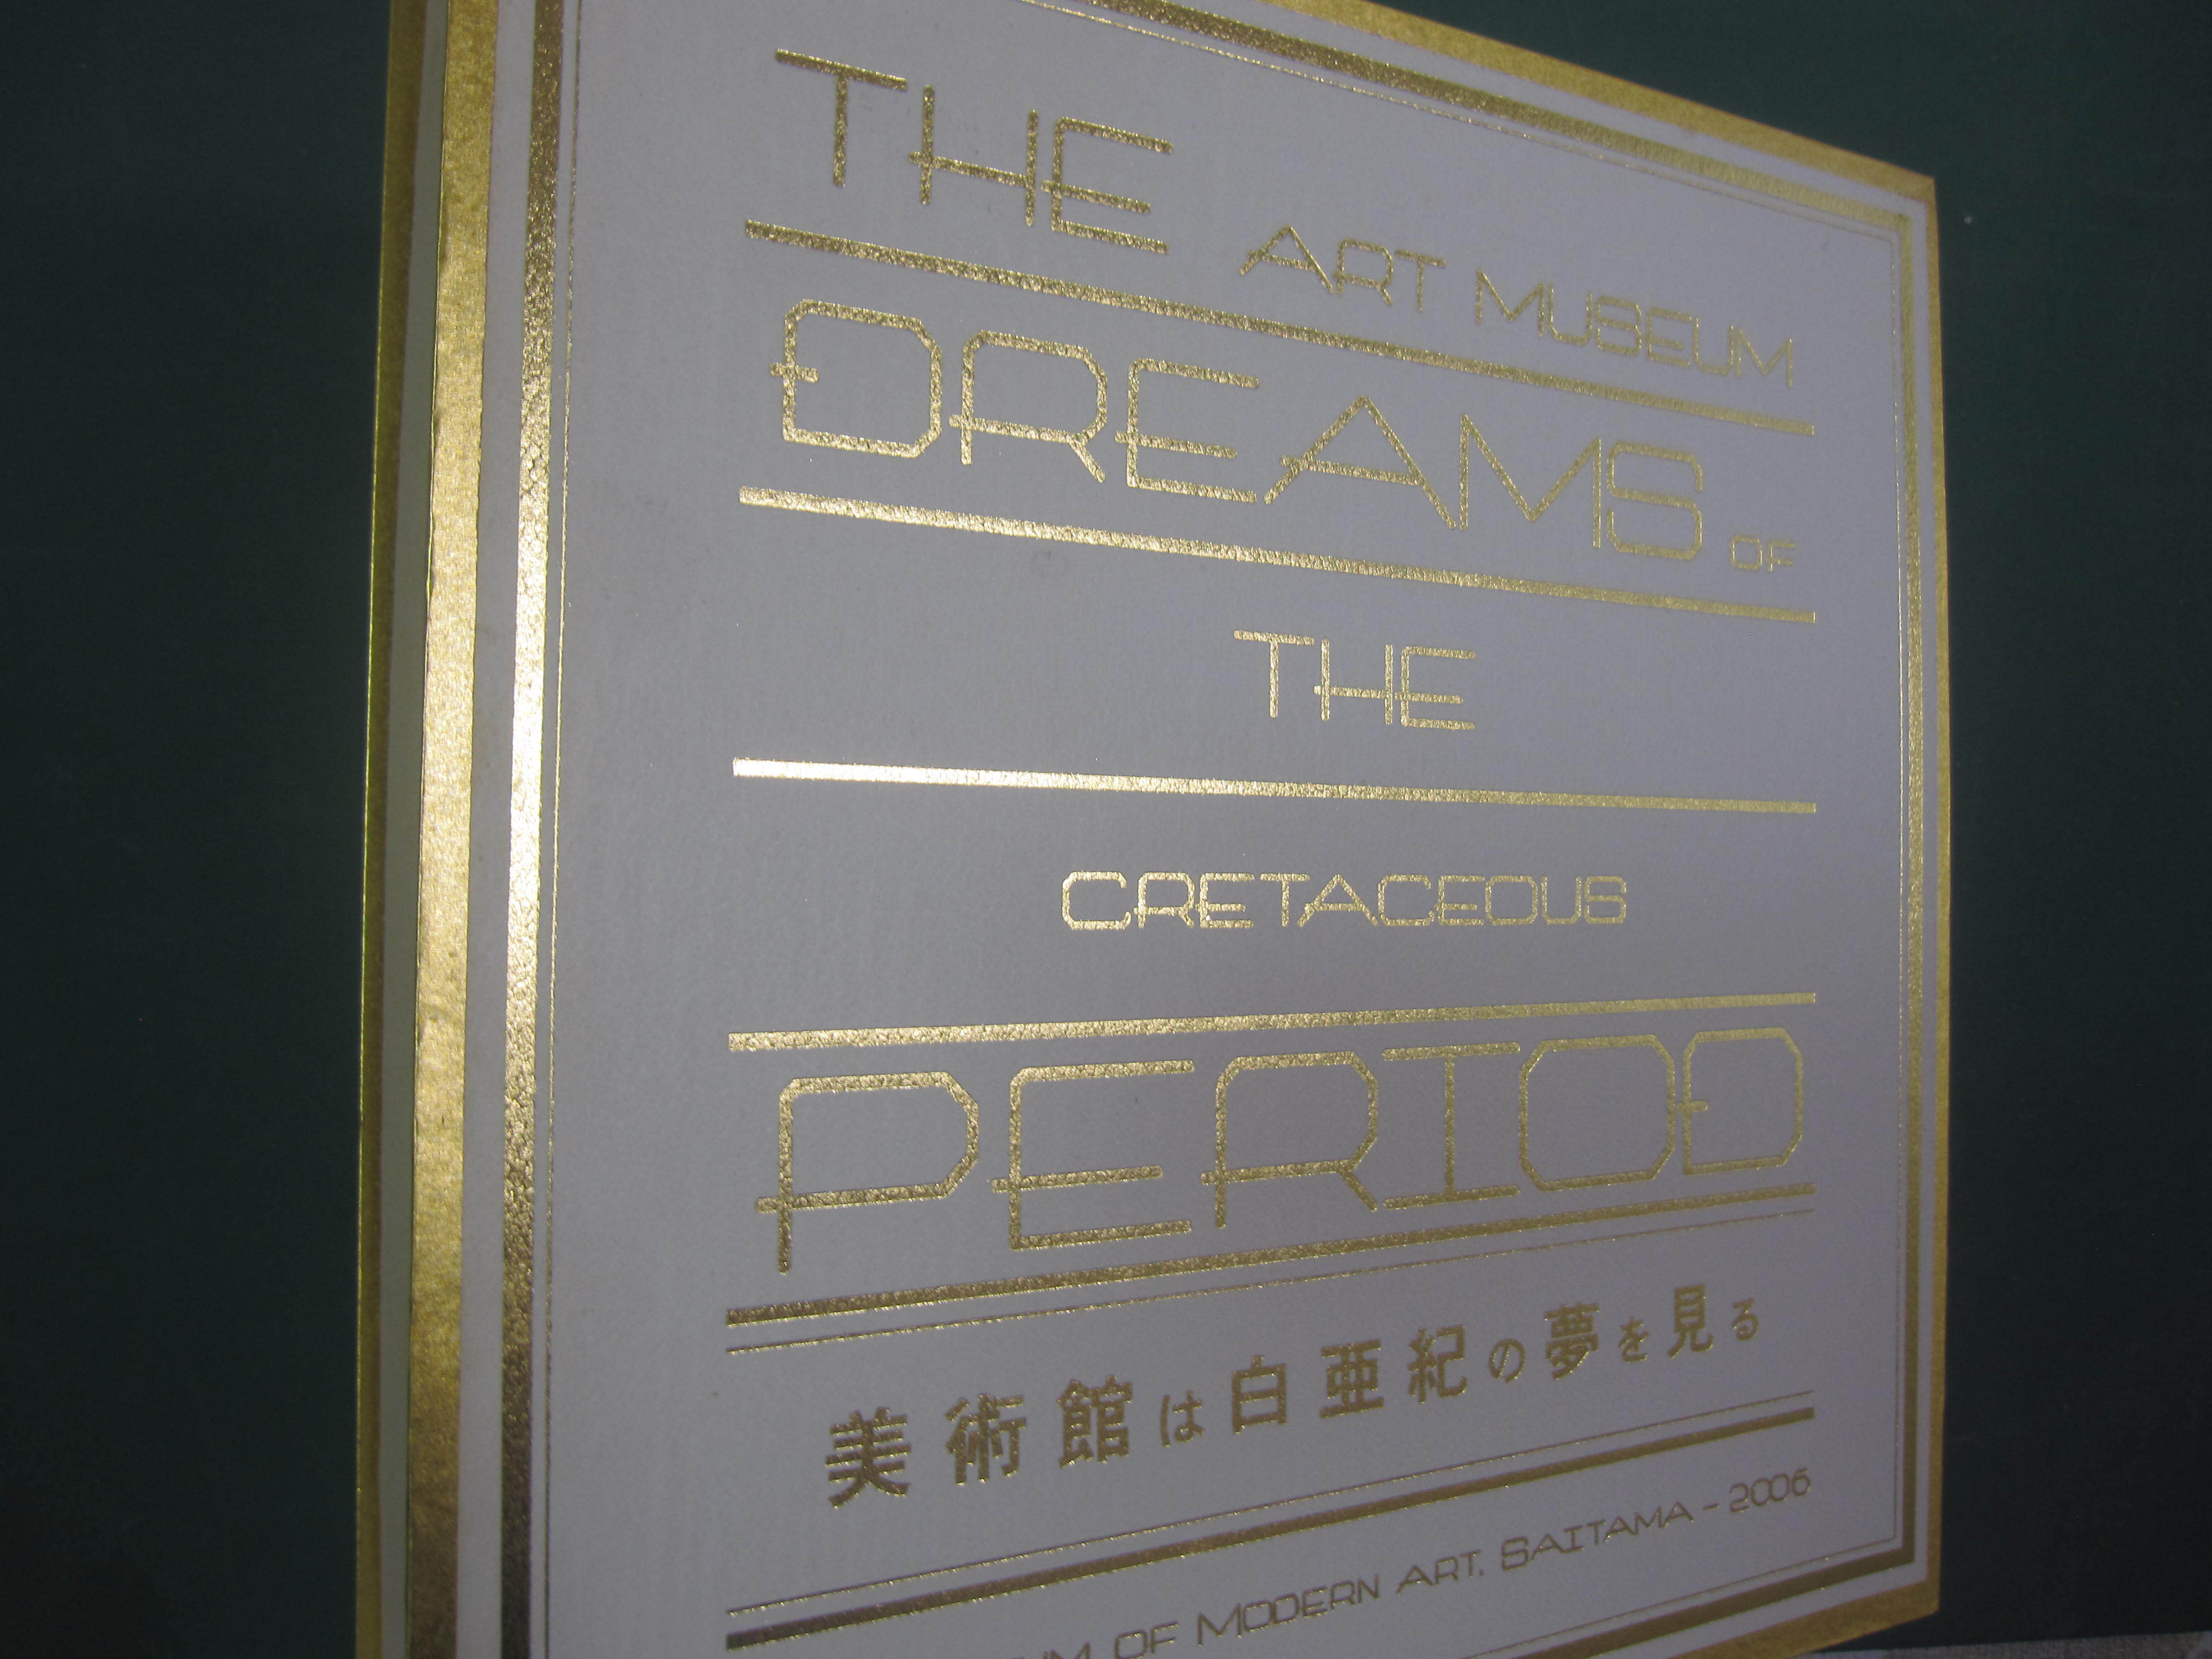 THE ART MUSEUM
DREAMS OF
THE
CRETACEOUS
PERIOD
美術館は白亜紀の夢を見る
OF MODERN ART, SAITAMA - 2006